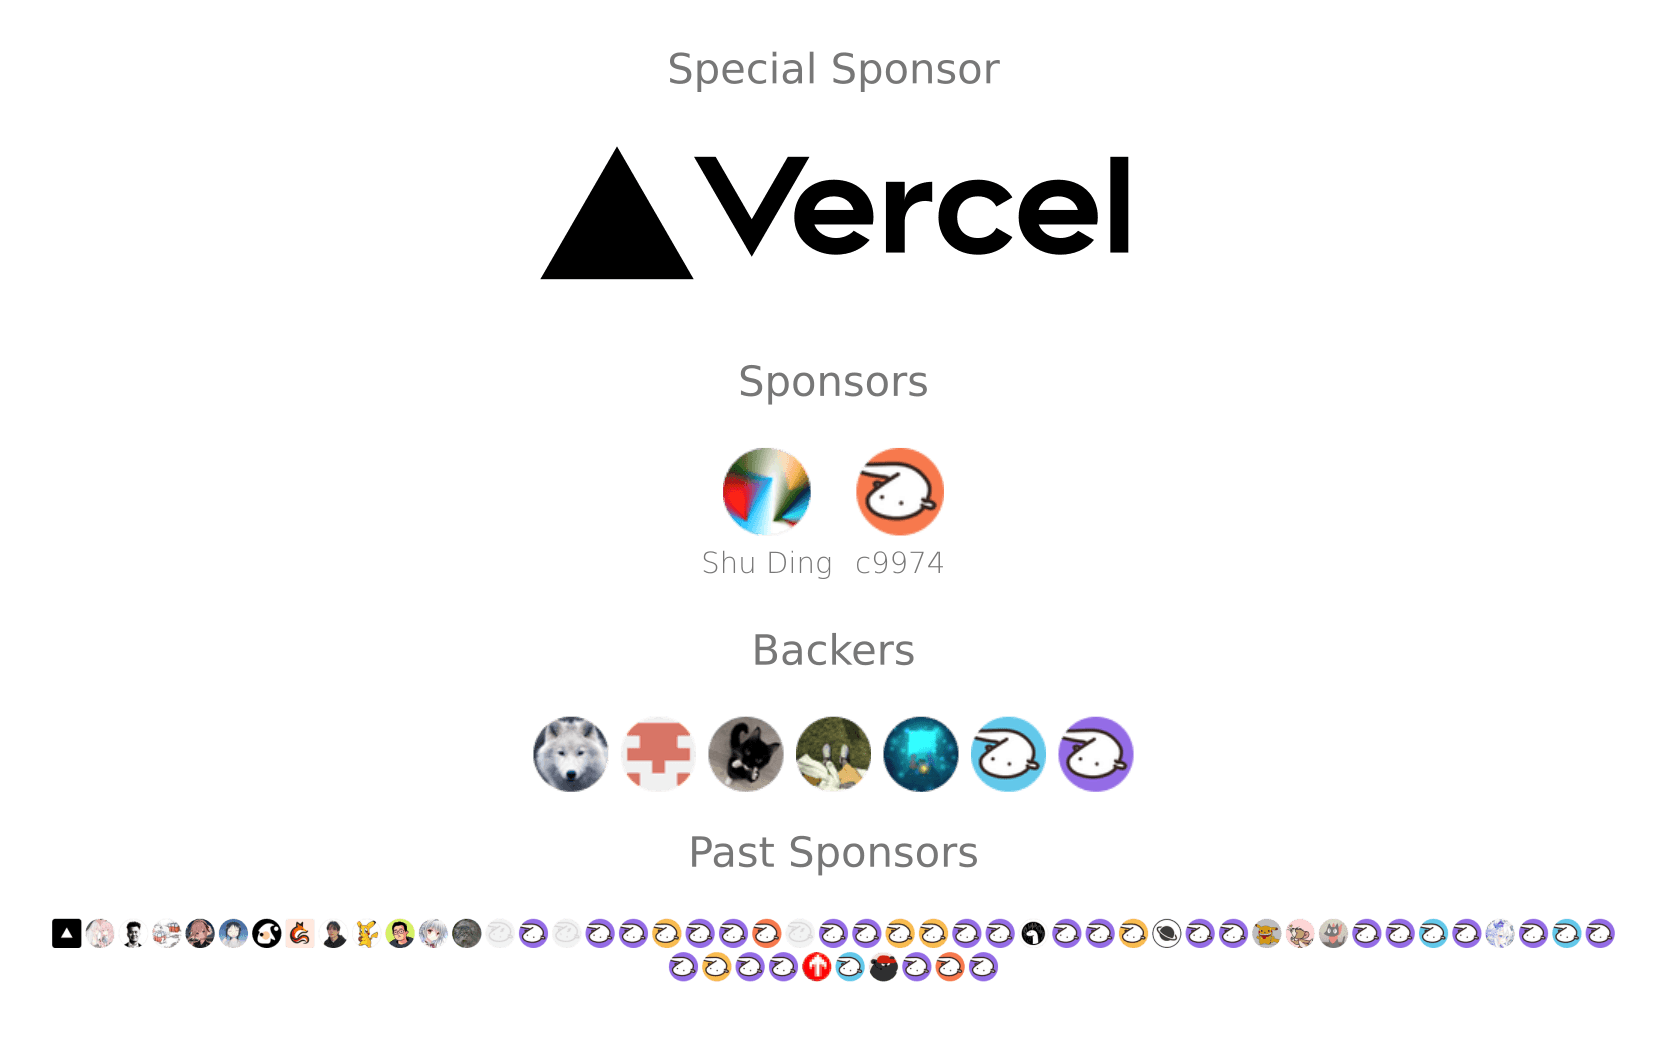 Special Sponsor
Vercel
Sponsors
Shu Ding c9974
Backers
Past Sponsors